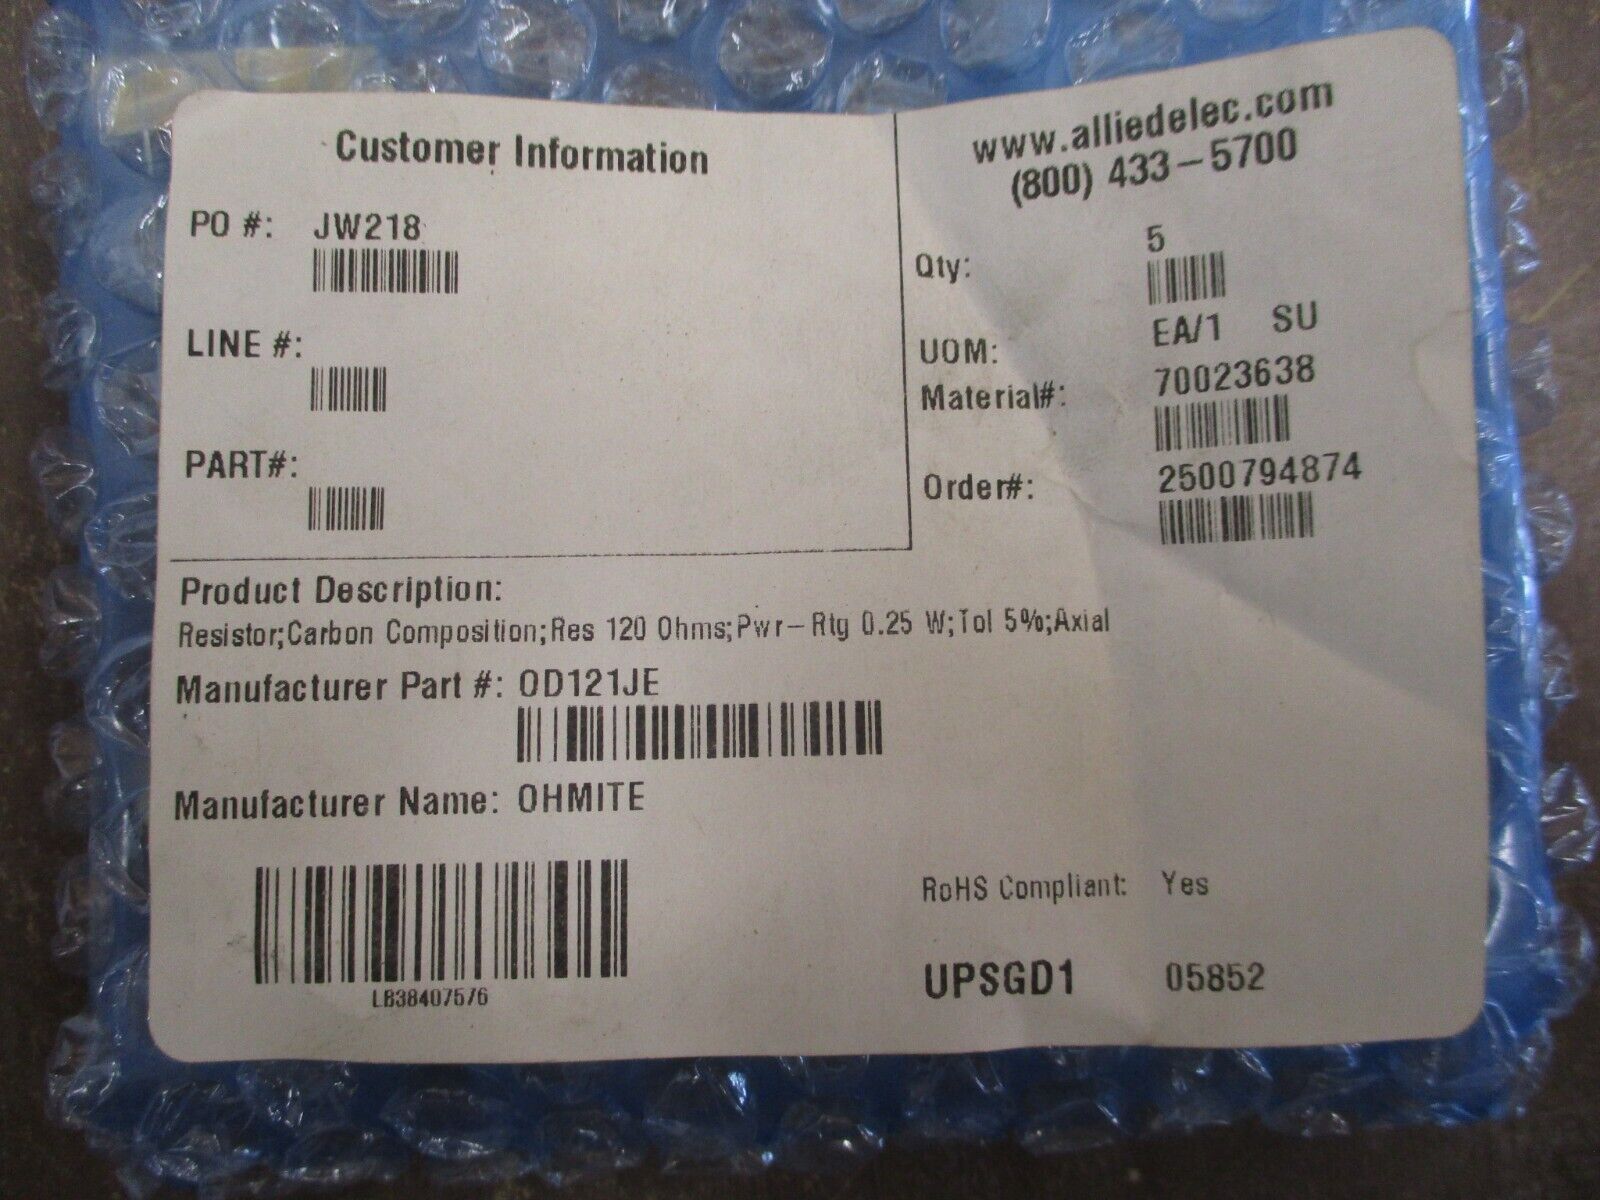 Customer Information
PO #: JW218
LINE #:
PART#:
www.alliedelec.com
(800) 433-5700
Qty: 5
UOM: EA/1 SU
Material#: 70023638
Order#: 2500794874
Product Description:
Resistor;Carbon Composition;Res 120 Ohms;Pwr-Rtg 0.25 W;Tol 5%;Axial
Manufacturer Part #: OD121JE
Manufacturer Name: OHMITE
LB38407576
RoHS Compliant: Yes
UPSGD1 05852